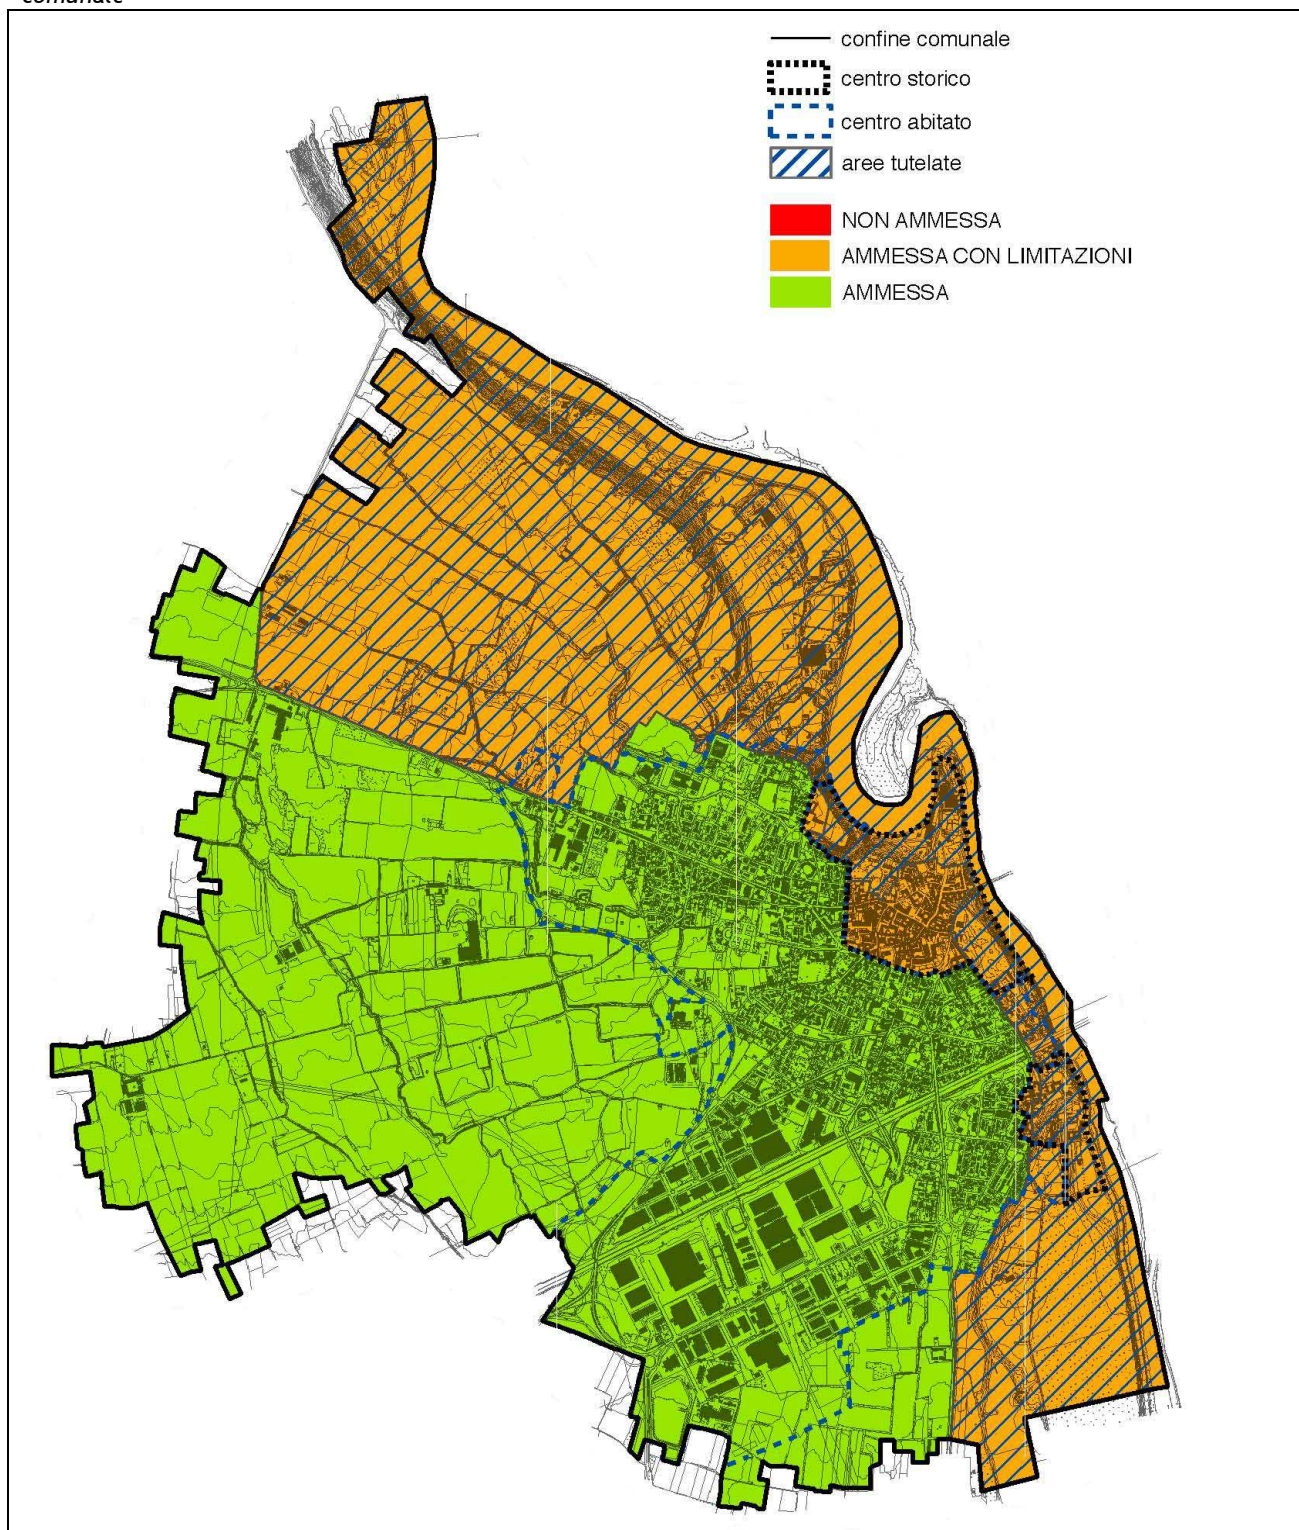 comunale
confine comunale
centro storico
centro abitato
aree tutelate
NON AMMESSA
AMMESSA CON LIMITAZIONI
AMMESSA